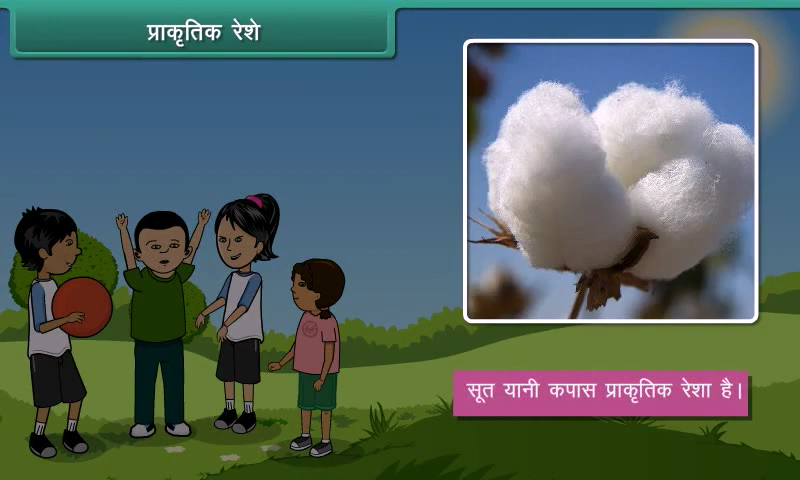 प्राकृतिक रेशे
सूत यानी कपास प्राकृतिक रेशा है।